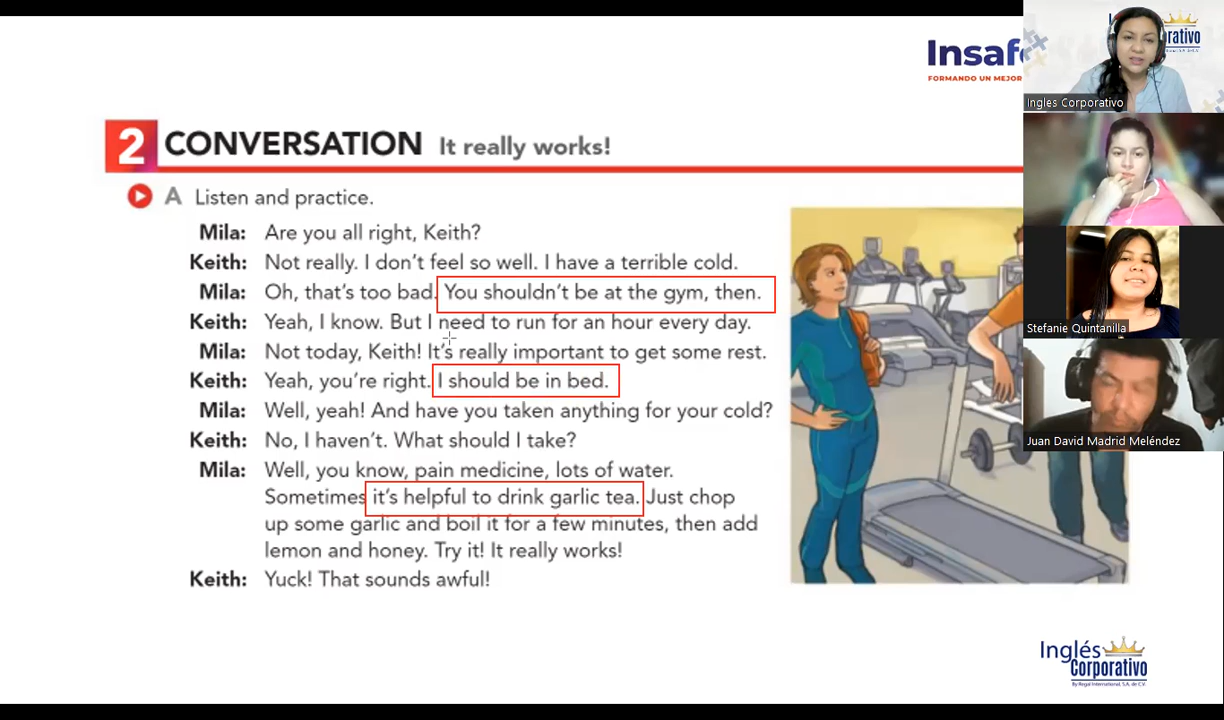 Insaf
FORMANDO UN MEJOR
2 CONVERSATION It really works!
A Listen and practice.
Mila: Are you all right, Keith?
Keith: Not really. I don't feel so well. I have a terrible cold.
Mila: Oh, that's too bad. You shouldn't be at the gym, then.
Keith: Yeah, I know. But I need to run for an hour every day.
Mila: Not today, Keith! It's really important to get some rest.
Keith: Yeah, you're right. I should be in bed.
Mila: Well, yeah! And have you taken anything for your cold?
Keith: No, I haven't. What should I take?
Mila: Well, you know, pain medicine, lots of water.
Sometimes it's helpful to drink garlic tea. Just chop
up some garlic and boil it for a few minutes, then add
lemon and honey. Try it! It really works!
Keith: Yuck! That sounds awful!
Inglés
Corporativo
By Regal International, S.A. de C.V.
rativo
Inglés Corporativo
Stefanie Quintanilla
Juan David Madrid Meléndez